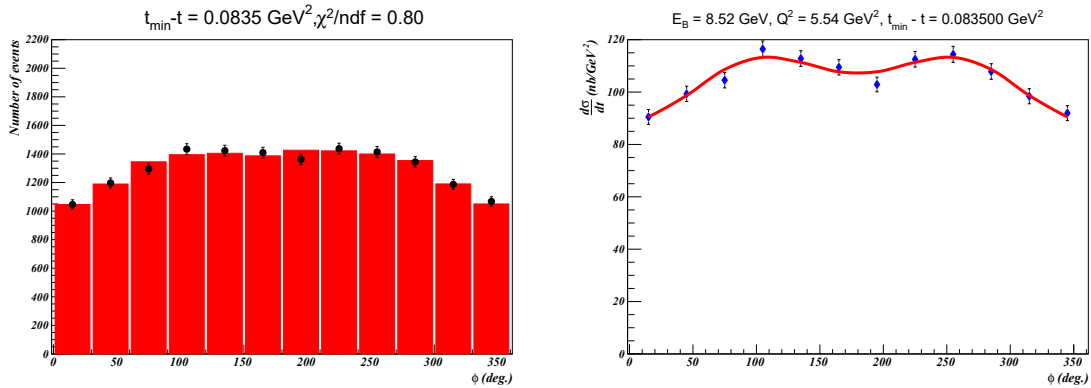 t_min-t = 0.0835 GeV²,χ²/ndf = 0.80
Number of events
2200
2000
1800
1600
1400
1200
1000
800
600
400
200
0
0 50 100 150 200 250 300 350
ϕ (deg.)
E_B = 8.52 GeV, Q² = 5.54 GeV², t_min - t = 0.083500 GeV²
dσ/dt (nb/GeV²)
120
100
80
60
40
20
0
0 50 100 150 200 250 300 350
ϕ (deg.)